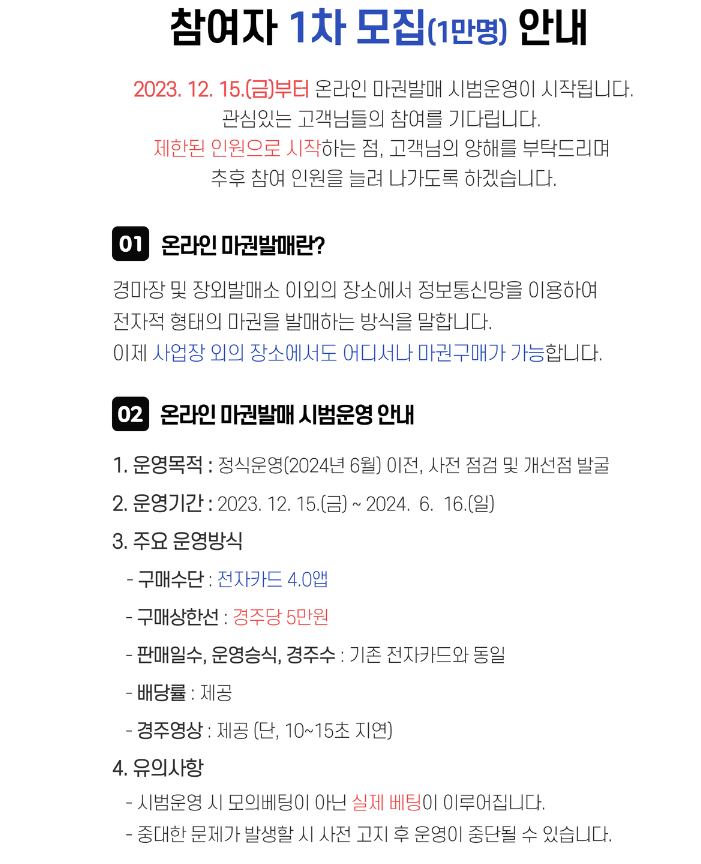 참여자 1차 모집(1만명) 안내
2023. 12. 15.(금)부터 온라인 마권발매 시범운영이 시작됩니다.
관심있는 고객님들의 참여를 기다립니다.
제한된 인원으로 시작하는 점, 고객님의 양해를 부탁드리며
추후 참여 인원을 늘려 나가도록 하겠습니다.
01 온라인 마권발매란?
경마장 및 장외발매소 이외의 장소에서 정보통신망을 이용하여
전자적 형태의 마권을 발매하는 방식을 말합니다.
이제 사업장 외의 장소에서도 어디서나 마권구매가 가능합니다.
02 온라인 마권발매 시범운영 안내
1. 운영목적 : 정식운영(2024년 6월) 이전, 사전 점검 및 개선점 발굴
2. 운영기간 : 2023. 12. 15.(금) ~ 2024. 6. 16.(일)
3. 주요 운영방식
- 구매수단 : 전자카드 4.0앱
- 구매상한선 : 경주당 5만원
- 판매일수, 운영승식, 경주수 : 기존 전자카드와 동일
- 배당률 : 제공
- 경주영상 : 제공 (단, 10~15초 지연)
4. 유의사항
- 시범운영 시 모의베팅이 아닌 실제 베팅이 이루어집니다.
- 중대한 문제가 발생할 시 사전 고지 후 운영이 중단될 수 있습니다.